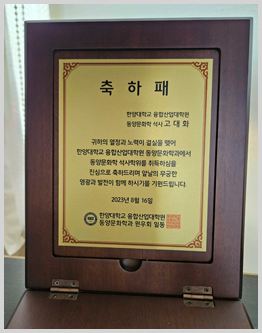 축 하 패
한양대학교 융합산업대학원
동양문화학 석사 고 대 화
귀하의 열정과 노력이 결실을 맺어
한양대학교 융합산업대학원 동양문화학과에서
동양문화학 석사학위를 취득하심을
진심으로 축하드리며 앞날의 무궁한
영광과 발전이 함께 하시기를 기원드립니다.
2023년 8월 16일
한양대학교 융합산업대학원
동양문화학과 원우회 일동